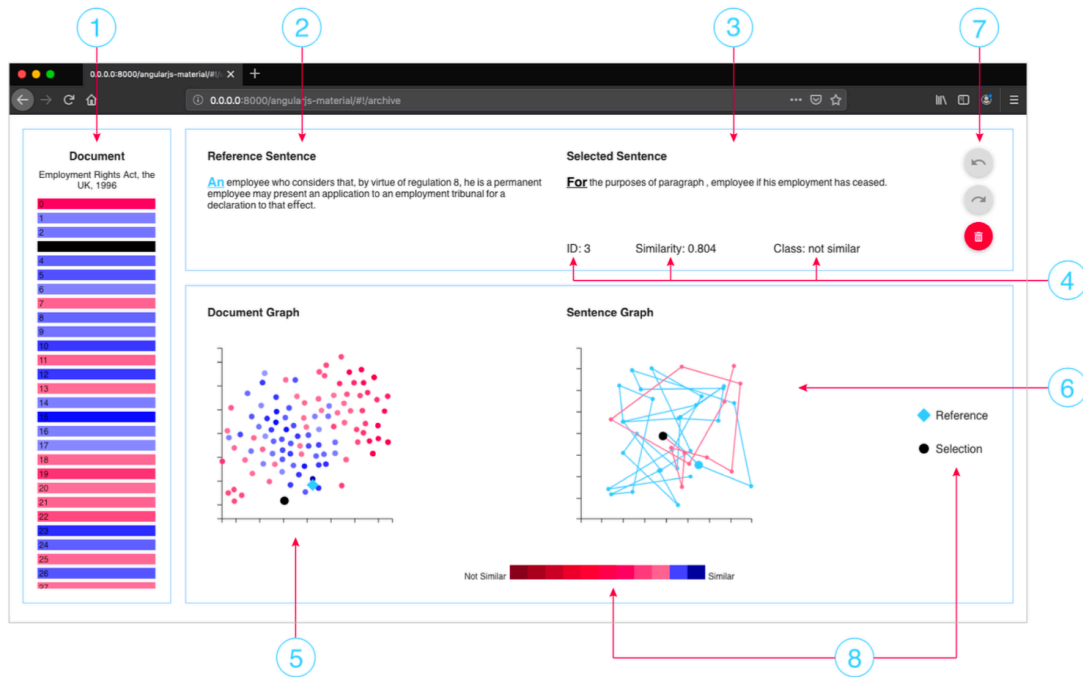 1
2
3
7
0.0.0.0:8000/angularjs-material/#!/
0.0.0.0:8000/angularjs-material/#!/archive
Document
Employment Rights Act, the
UK, 1996
0
1
2
4
5
6
7
8
9
10
11
12
13
14
15
16
17
18
19
20
21
22
23
24
25
26
27
Reference Sentence
An employee who considers that, by virtue of regulation 8, he is a permanent
employee may present an application to an employment tribunal for a
declaration to that effect.
Selected Sentence
For the purposes of paragraph , employee if his employment has ceased.
ID: 3 Similarity: 0.804 Class: not similar
4
Document Graph
Sentence Graph
6
Reference
Selection
Not Similar
Similar
5
8